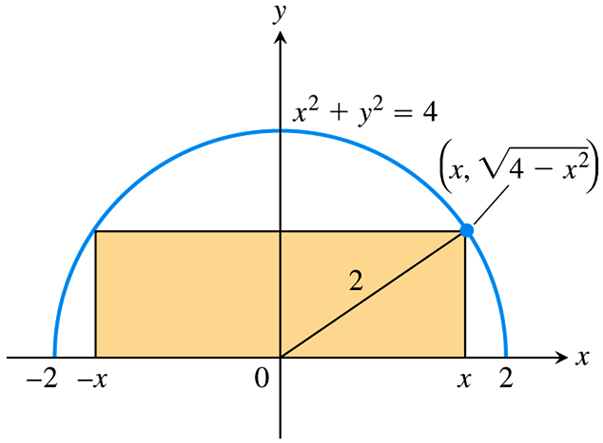 y
x² + y² = 4
(x, √4 − x²)
2
−2 −x 0 x 2 x